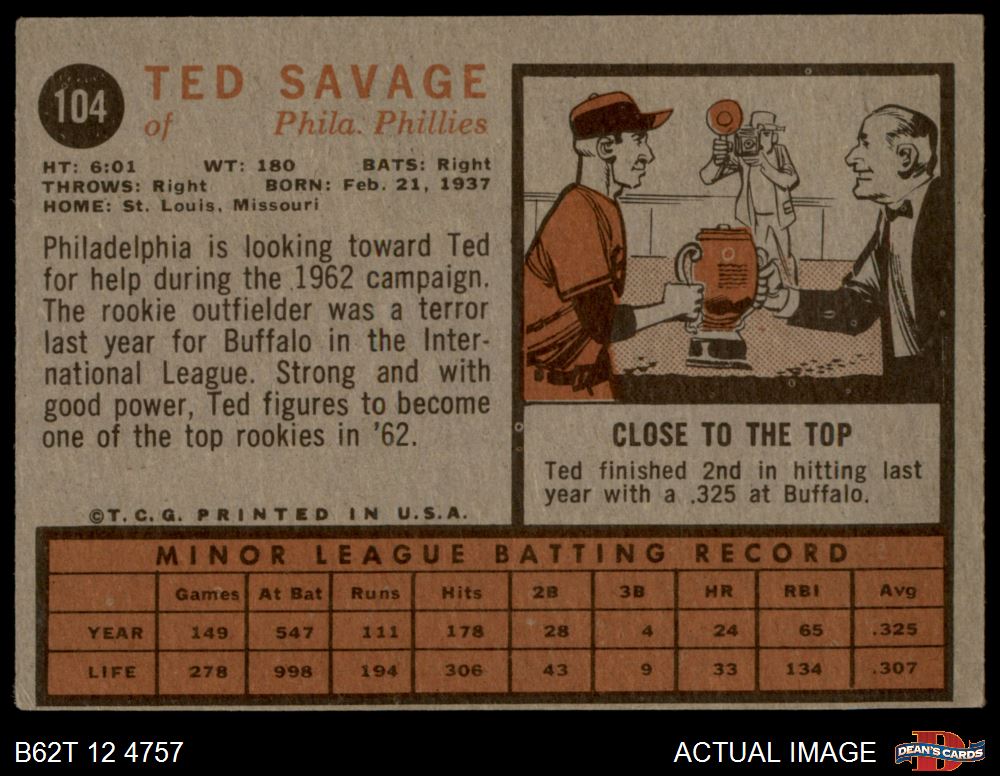 104
TED SAVAGE
of Phila. Phillies
HT: 6:01 WT: 180 BATS: Right
THROWS: Right BORN: Feb. 21, 1937
HOME: St. Louis, Missouri
Philadelphia is looking toward Ted
for help during the 1962 campaign.
The rookie outfielder was a terror
last year for Buffalo in the Inter-
national League. Strong and with
good power, Ted figures to become
one of the top rookies in '62.
©T.C.G. PRINTED IN U.S.A.
CLOSE TO THE TOP
Ted finished 2nd in hitting last
year with a .325 at Buffalo.
MINOR LEAGUE BATTING RECORD
Games At Bat Runs Hits 2B 3B HR RBI Avg
YEAR 149 547 111 178 28 4 24 65 .325
LIFE 278 998 194 306 43 9 33 134 .307
B62T 12 4757
ACTUAL IMAGE
D
DEAN'S CARDS